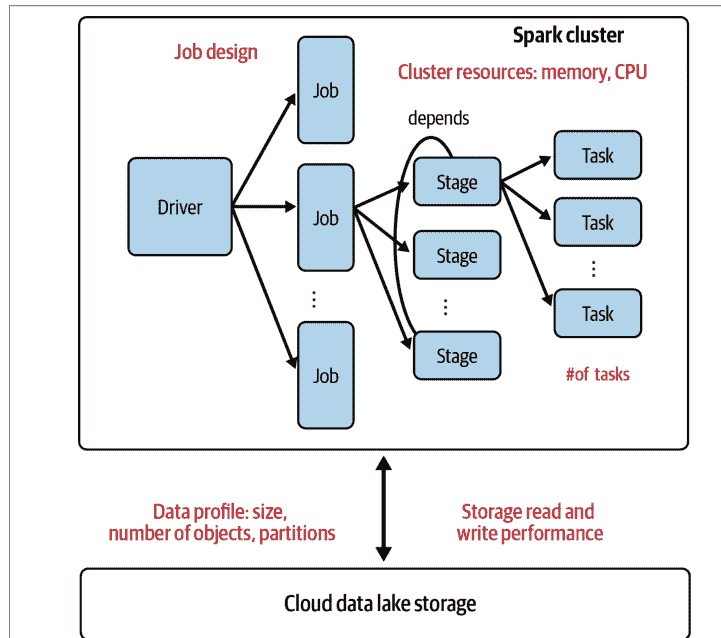 Spark cluster
Job design
Cluster resources: memory, CPU
Job
depends
Task
Driver
Job
Stage
Task
Stage
Task
Job
Stage
#of tasks
Data profile: size,
number of objects, partitions
Storage read and
write performance
Cloud data lake storage